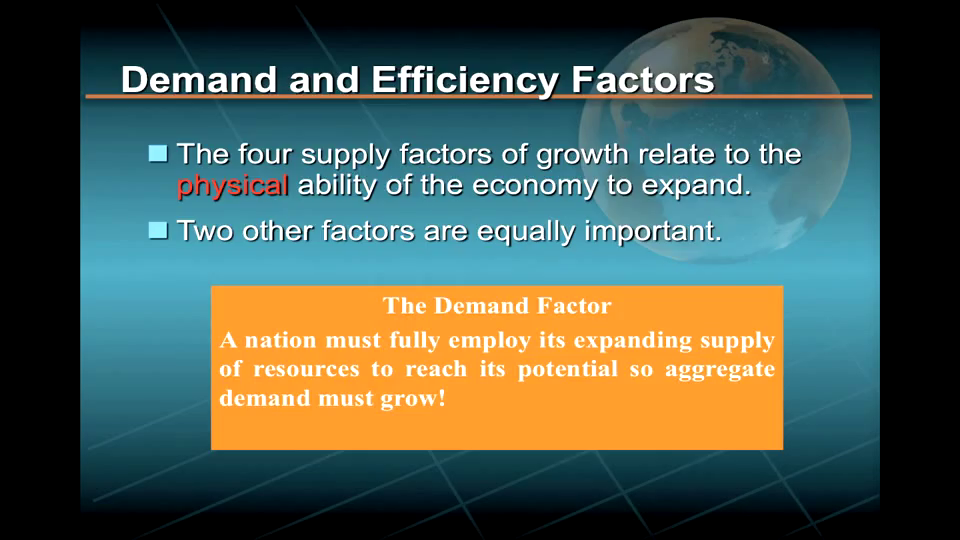 Demand and Efficiency Factors
The four supply factors of growth relate to the
physical ability of the economy to expand.
Two other factors are equally important.
The Demand Factor
A nation must fully employ its expanding supply
of resources to reach its potential so aggregate
demand must grow!